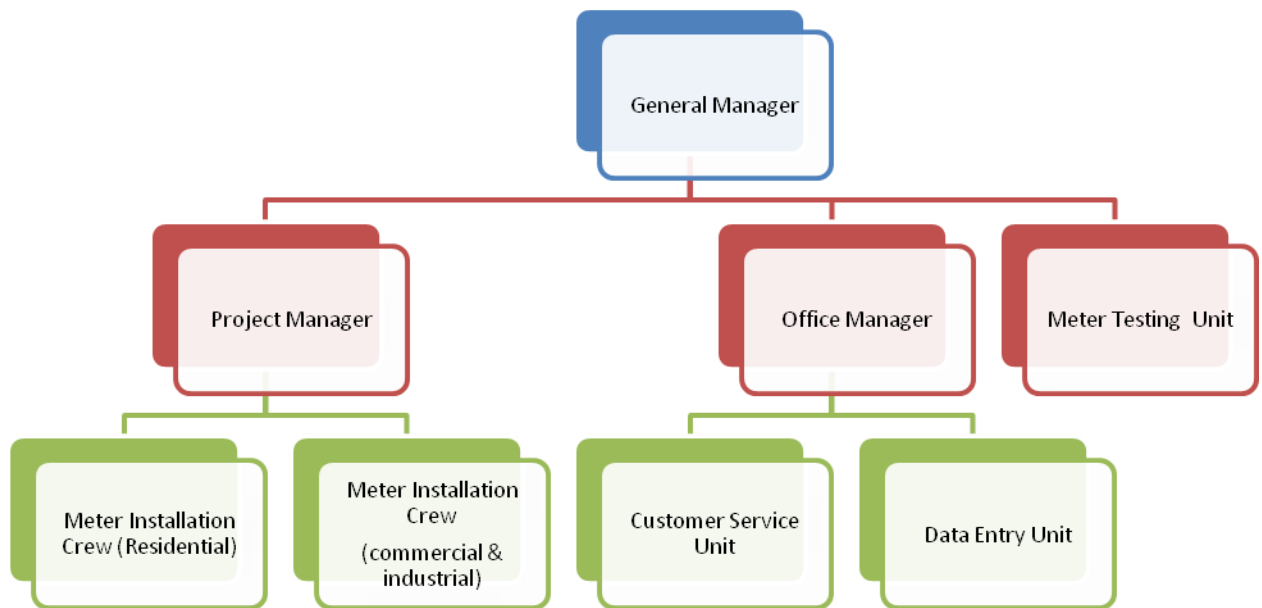 General Manager
Project Manager
Office Manager
Meter Testing Unit
Meter Installation
Crew (Residential)
Meter Installation
Crew
(commercial &
industrial)
Customer Service
Unit
Data Entry Unit